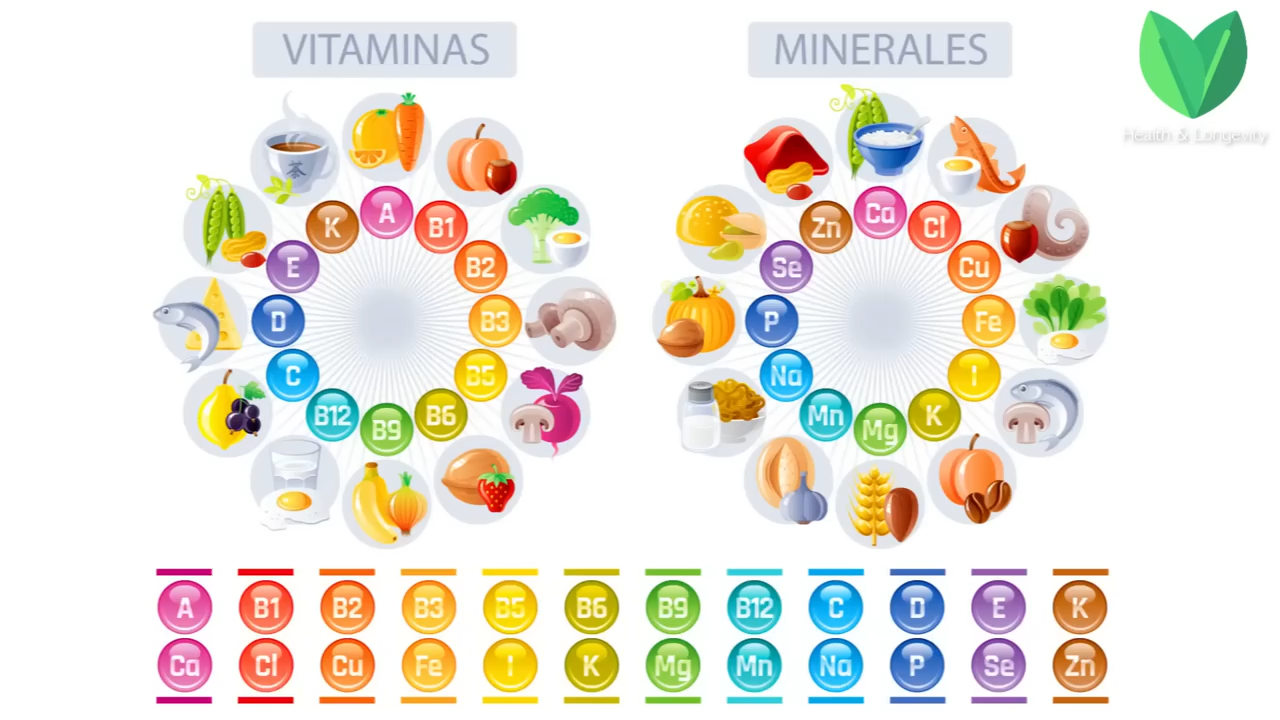 VITAMINAS
MINERALES
Health & Longevity
茶
A
B1
B2
B3
B5
B6
B9
B12
C
D
E
K
Ca
Cl
Cu
Fe
I
K
Mg
Mn
Na
P
Se
Zn
A B1 B2 B3 B5 B6 B9 B12 C D E K
Ca Cl Cu Fe I K Mg Mn Na P Se Zn